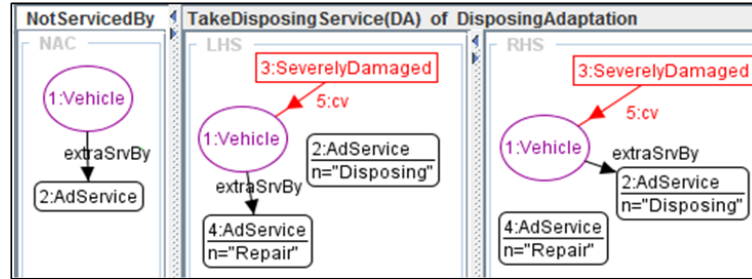 NotServicedBy
NAC
1:Vehicle
extraSrvBy
2:AdService
TakeDisposingService(DA) of DisposingAdaptation
LHS
3:SeverelyDamaged
5:cv
1:Vehicle
2:AdService
n="Disposing"
extraSrvBy
4:AdService
n="Repair"
RHS
3:SeverelyDamaged
5:cv
1:Vehicle
extraSrvBy
2:AdService
n="Disposing"
4:AdService
n="Repair"